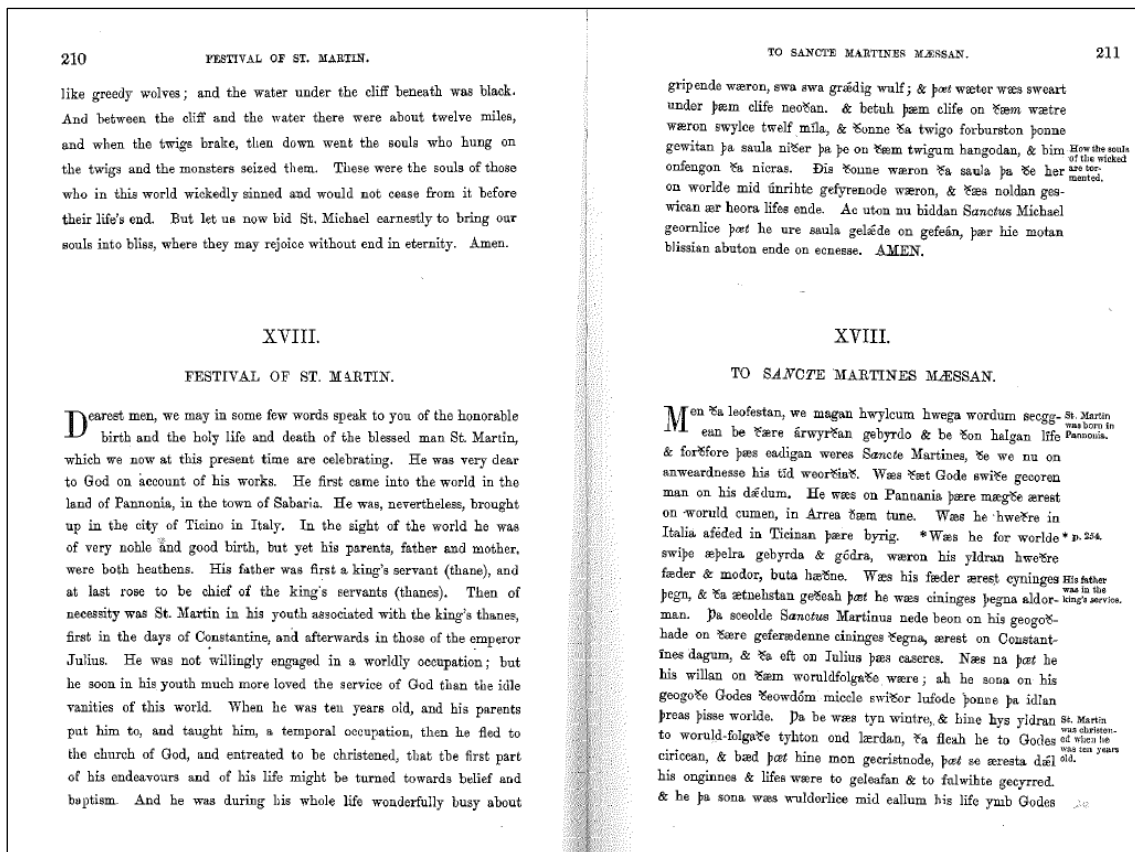 210
FESTIVAL OF ST. MARTIN.
like greedy wolves; and the water under the cliff beneath was black.
And between the cliff and the water there were about twelve miles,
and when the twigs brake, then down went the souls who hung on
the twigs and the monsters seized them. These were the souls of those
who in this world wickedly sinned and would not cease from it before
their life's end. But let us now bid St. Michael earnestly to bring our
souls into bliss, where they may rejoice without end in eternity. Amen.
XVIII.
FESTIVAL OF ST. MARTIN.
Dearest men, we may in some few words speak to you of the honorable
birth and the holy life and death of the blessed man St. Martin,
which we now at this present time are celebrating. He was very dear
to God on account of his works. He first came into the world in the
land of Pannonia, in the town of Sabaria. He was, nevertheless, brought
up in the city of Ticino in Italy. In the sight of the world he was
of very noble and good birth, but yet his parents, father and mother,
were both heathens. His father was first a king's servant (thane), and
at last rose to be chief of the king's servants (thanes). Then of
necessity was St. Martin in his youth associated with the king's thanes,
first in the days of Constantine, and afterwards in those of the emperor
Julius. He was not willingly engaged in a worldly occupation; but
he soon in his youth much more loved the service of God than the idle
vanities of this world. When he was ten years old, and his parents
put him to, and taught him, a temporal occupation, then he fled to
the church of God, and entreated to be christened, that the first part
of his endeavours and of his life might be turned towards belief and
baptism. And he was during his whole life wonderfully busy about
TO SANCTE MARTINES MÆSSAN.
211
gripende wæron, swa swa grǽdig wulf; & þæt wæter wæs sweart
under þæm clife neoðan. & betuh þæm clife on ðæm wætre
wæron swylce twelf míla, & ðonne ða twigo forburston þonne
gewitan þa saula niðer þa þe on ðæm twigum hangodan, & him
onfengon ða nicras. Ðis ðonne wæron ða saula þa ðe her
on worlde mid únrihte gefyrenode wæron, & ðæs noldan ges-
wican ær heora lifes ende. Ac uton nu biddan Sanctus Michael
geornlice þæt he ure saula gelǽde on gefeán, þær hie motan
blissian abuton ende on ecnesse. AMEN.
How the souls
of the wicked
are tor-
mented.
XVIII.
TO SANCTE MARTINES MÆSSAN.
Men ða leofestan, we magan hwylcum hwega wordum secgg-
ean be ðære árwyrðan gebyrdo & be ðon halgan lífe
& forðfore þæs eadigan weres Sancte Martines, ðe we nu on
anweardnesse his tíd weorðiað. Wæs ðæt Gode swiðe gecoren
man on his dǽdum. He wæs on Pannania þære mægðe ærest
on woruld cumen, in Arrea ðæm tune. Wæs he hweðre in
Italia aféded in Ticinan þære byrig. *Wæs he for worlde
swiþe æþelra gebyrda & gódra, wæron his yldran hweðre
fæder & modor, buta hæðne. Wæs his fæder ærest cyninges
þegn, & ða ætnehstan geðeah þæt he wæs cininges þegna aldor-
man. Þa sceolde Sanctus Martinus nede beon on his geogoð-
hade on ðære geferædenne cininges ðegna, ærest on Constant-
ínes dagum, & ða eft on Julius þæs caseres. Næs na þæt he
his willan on ðæm woruldfolgaðe wære; ah he sona on his
geogoðe Godes ðeowdóm miccle swiðor lufode þonne þa idlan
þreas þisse worlde. Þa he wæs tyn wintre, & hine hys yldran
to woruld-folgaðe tyhton ond lærdan, ða fleah he to Godes
ciricean, & bæd þæt hine mon gecristnode, þæt se æresta dǽl
his onginnes & lifes wære to geleafan & to fulwihte gecyrred.
& he þa sona wæs wuldorlice mid eallum his life ymb Godes
St. Martin
was born in
Pannonia.
* p. 254.
His father
was in the
king's service.
St. Martin
was christen-
ed when he
was ten years
old.